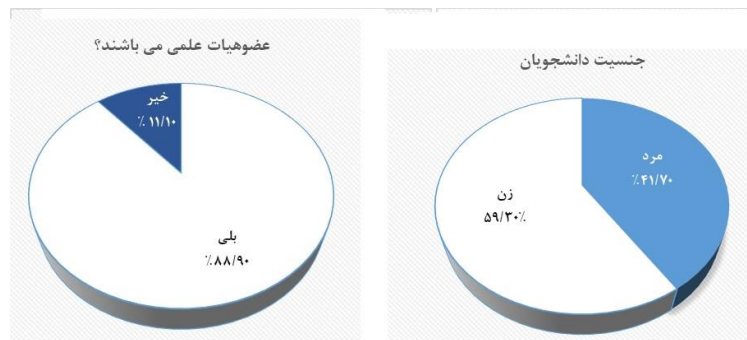 جنسیت دانشجویان
مرد
٪۴۱/۷۰
زن
۵۹/۳۰٪
عضوهیات علمی می باشند؟
خیر
٪ ۱۱/۱۰
بلی
٪۸۸/۹۰